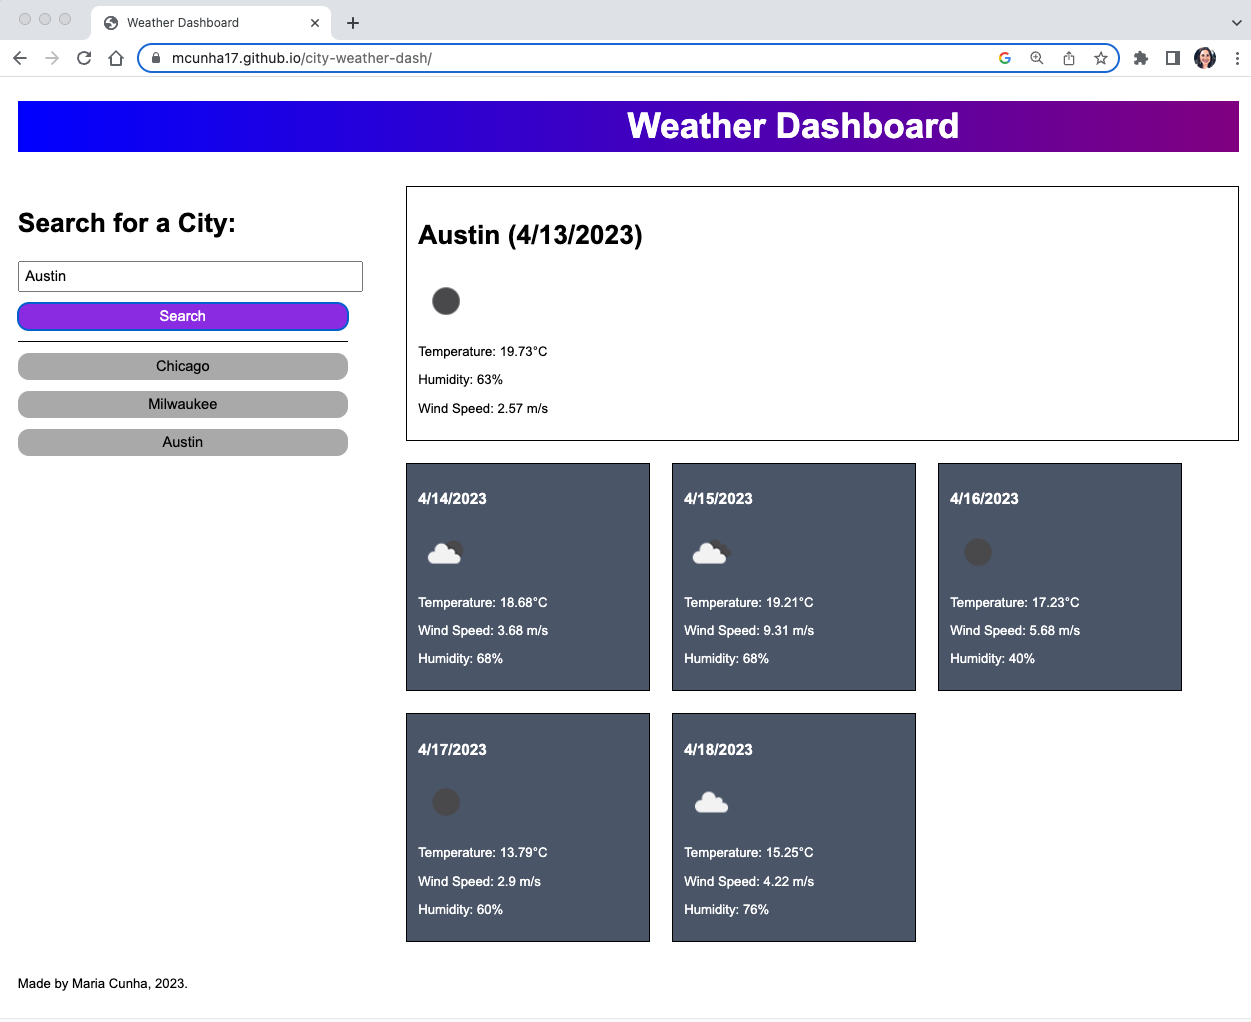 Weather Dashboard
mcunha17.github.io/city-weather-dash/
Weather Dashboard
Search for a City:
Austin
Search
Chicago
Milwaukee
Austin
Austin (4/13/2023)
Temperature: 19.73°C
Humidity: 63%
Wind Speed: 2.57 m/s
4/14/2023
Temperature: 18.68°C
Wind Speed: 3.68 m/s
Humidity: 68%
4/15/2023
Temperature: 19.21°C
Wind Speed: 9.31 m/s
Humidity: 68%
4/16/2023
Temperature: 17.23°C
Wind Speed: 5.68 m/s
Humidity: 40%
4/17/2023
Temperature: 13.79°C
Wind Speed: 2.9 m/s
Humidity: 60%
4/18/2023
Temperature: 15.25°C
Wind Speed: 4.22 m/s
Humidity: 76%
Made by Maria Cunha, 2023.